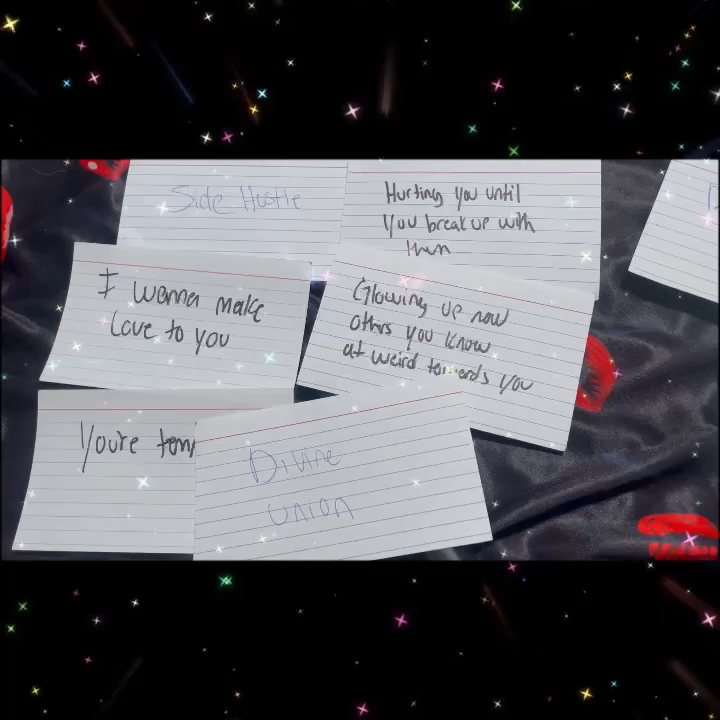 Side Hustle
Hurting you until
you break up with
them
I wanna make
Love to you
Glowing up now
others you know
at weird towards you
You're
Divine
union